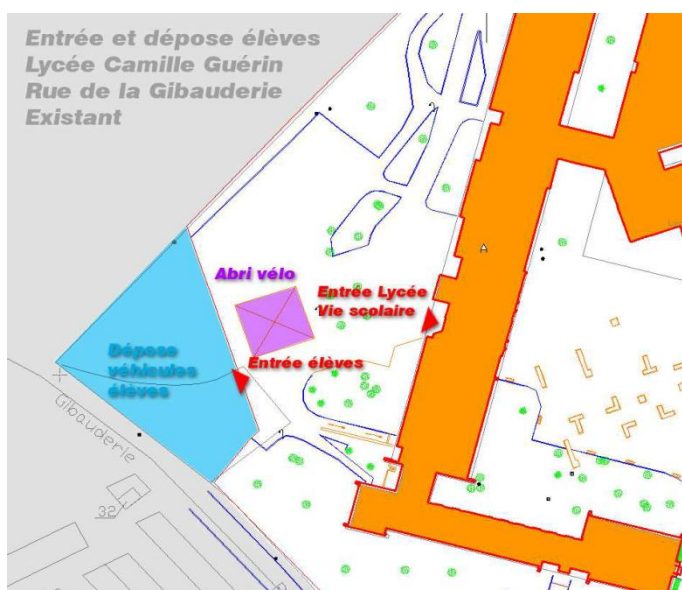 Entrée et dépose élèves
Lycée Camille Guérin
Rue de la Gibauderie
Existant
Abri vélo
Entrée Lycée
Vie scolaire
Dépose
véhicules
élèves
Entrée élèves
Gibauderie
32
A